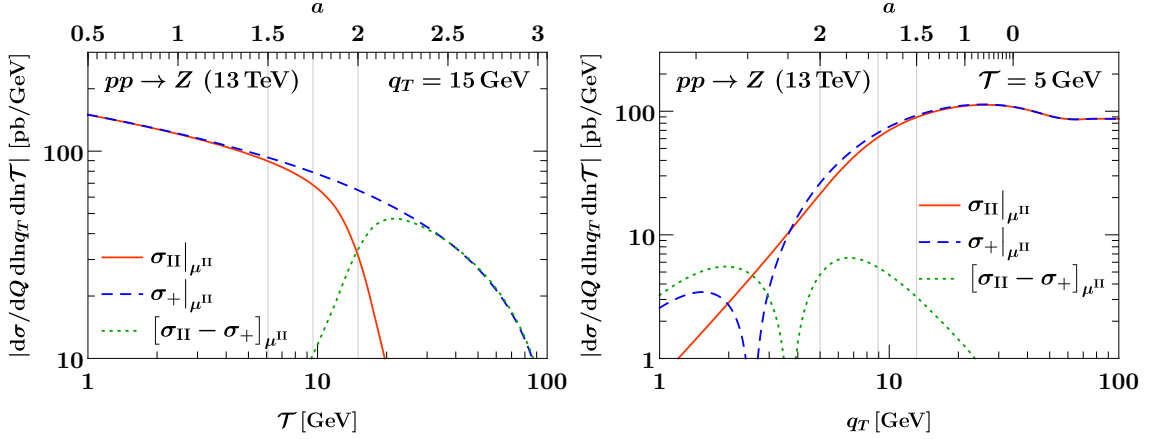 a
0.5 1 1.5 2 2.5 3
pp → Z (13 TeV) q_T = 15 GeV
|dσ/dQ dlnq_T dln𝒯| [pb/GeV]
100
10
σ_II|_μ^II
σ_+|_μ^II
[σ_II − σ_+]_μ^II
1 10 100
𝒯 [GeV]
a
2 1.5 1 0
pp → Z (13 TeV) 𝒯 = 5 GeV
|dσ/dQ dlnq_T dln𝒯| [pb/GeV]
100
10
1
σ_II|_μ^II
σ_+|_μ^II
[σ_II − σ_+]_μ^II
1 10 100
q_T [GeV]